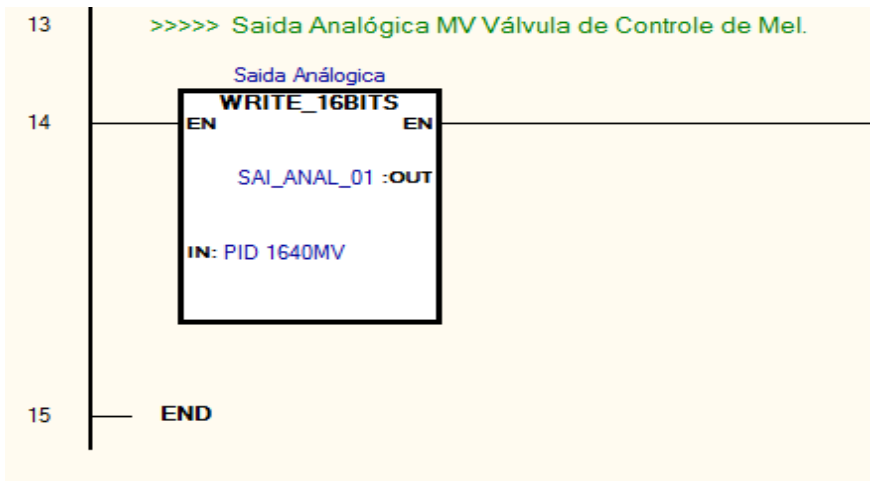 13 >>>>> Saida Analógica MV Válvula de Controle de Mel.
Saida Análogica
WRITE_16BITS
14 EN EN
SAI_ANAL_01 :OUT
IN: PID 1640MV
15 END